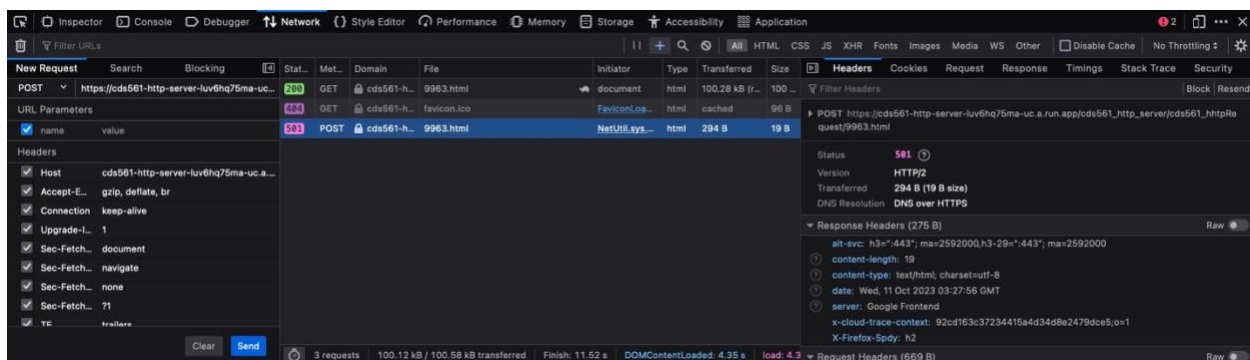 Inspector Console Debugger Network Style Editor Performance Memory Storage Accessibility Application 2
Filter URLs All HTML CSS JS XHR Fonts Images Media WS Other Disable Cache No Throttling
New Request Search Blocking
POST https://cds561-http-server-luv6hq75ma-uc...
URL Parameters
name value
Headers
Host cds561-http-server-luv6hq75ma-uc.a....
Accept-E... gzip, deflate, br
Connection keep-alive
Upgrade-I... 1
Sec-Fetch... document
Sec-Fetch... navigate
Sec-Fetch... none
Sec-Fetch... ?1
TE trailers
Clear Send
Stat... Met... Domain File Initiator Type Transferred Size
200 GET cds561-h... 9963.html document html 100.28 kB (r... 100 ...
404 GET cds561-h... favicon.ico FaviconLoa... html cached 96 B
501 POST cds561-h... 9963.html NetUtil.sys.... html 294 B 19 B
3 requests 100.12 kB / 100.58 kB transferred Finish: 11.52 s DOMContentLoaded: 4.35 s load: 4.3
Headers Cookies Request Response Timings Stack Trace Security
Filter Headers Block Resend
POST https://cds561-http-server-luv6hq75ma-uc.a.run.app/cds561_http_server/cds561_hhtpRe
quest/9963.html
Status 501
Version HTTP/2
Transferred 294 B (19 B size)
DNS Resolution DNS over HTTPS
Response Headers (275 B) Raw
alt-svc: h3=":443"; ma=2592000,h3-29=":443"; ma=2592000
content-length: 19
content-type: text/html; charset=utf-8
date: Wed, 11 Oct 2023 03:27:56 GMT
server: Google Frontend
x-cloud-trace-context: 92cd163c37234415a4d34d8e2479dce5;o=1
X-Firefox-Spdy: h2
Request Headers (669 B) Raw